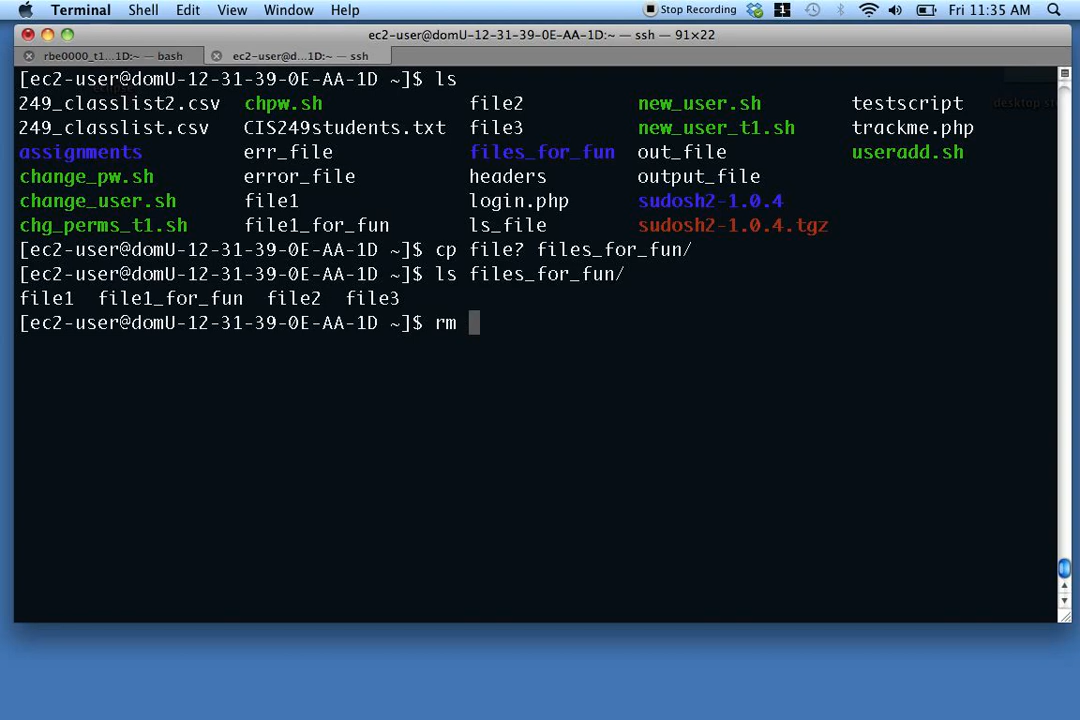 Terminal Shell Edit View Window Help Stop Recording 1 Fri 11:35 AM
ec2-user@domU-12-31-39-0E-AA-1D:~ — ssh — 91×22
rbe0000_t1...1D:~ — bash ec2-user@d...1D:~ — ssh
[ec2-user@domU-12-31-39-0E-AA-1D ~]$ ls
249_classlist2.csv chpw.sh file2 new_user.sh testscript
249_classlist.csv CIS249students.txt file3 new_user_t1.sh trackme.php
assignments err_file files_for_fun out_file useradd.sh
change_pw.sh error_file headers output_file
change_user.sh file1 login.php sudosh2-1.0.4
chg_perms_t1.sh file1_for_fun ls_file sudosh2-1.0.4.tgz
[ec2-user@domU-12-31-39-0E-AA-1D ~]$ cp file? files_for_fun/
[ec2-user@domU-12-31-39-0E-AA-1D ~]$ ls files_for_fun/
file1 file1_for_fun file2 file3
[ec2-user@domU-12-31-39-0E-AA-1D ~]$ rm